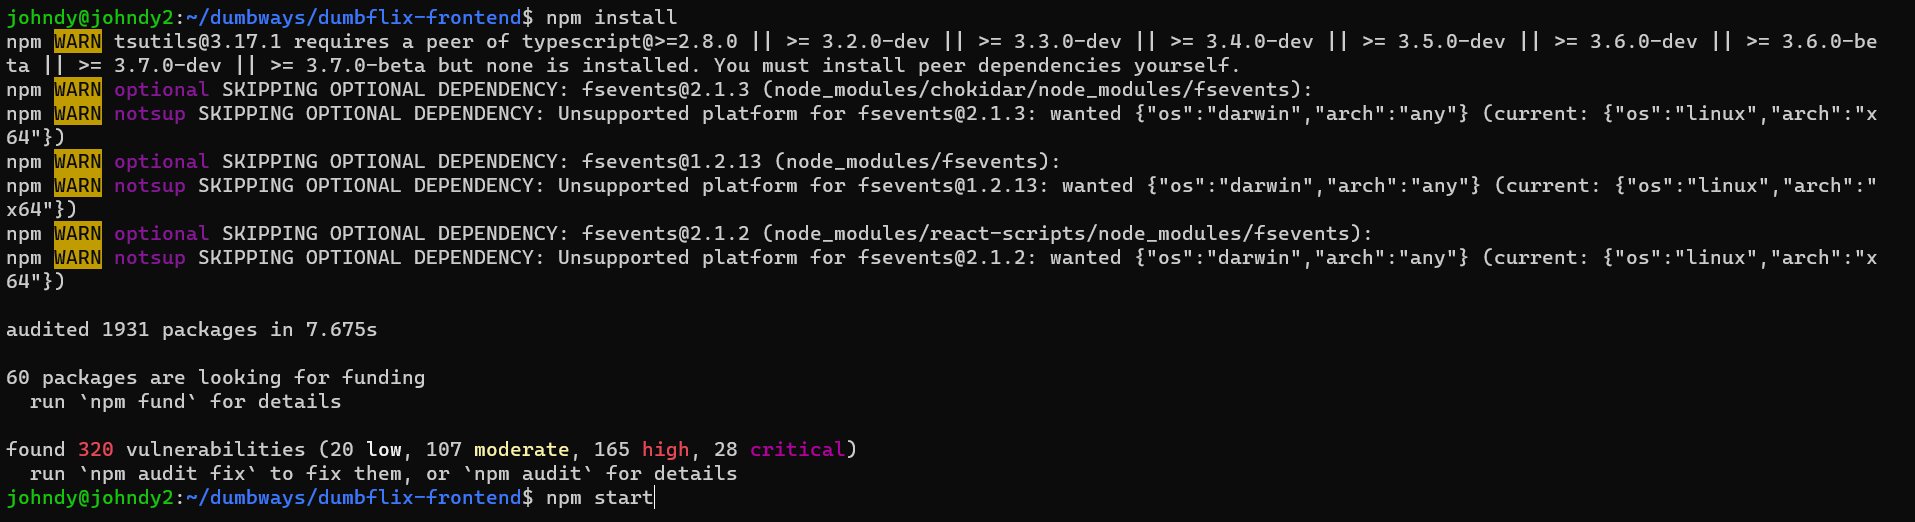 johndy@johndy2:~/dumbways/dumbflix-frontend$ npm install
npm WARN tsutils@3.17.1 requires a peer of typescript@>=2.8.0 || >= 3.2.0-dev || >= 3.3.0-dev || >= 3.4.0-dev || >= 3.5.0-dev || >= 3.6.0-dev || >= 3.6.0-be
ta || >= 3.7.0-dev || >= 3.7.0-beta but none is installed. You must install peer dependencies yourself.
npm WARN optional SKIPPING OPTIONAL DEPENDENCY: fsevents@2.1.3 (node_modules/chokidar/node_modules/fsevents):
npm WARN notsup SKIPPING OPTIONAL DEPENDENCY: Unsupported platform for fsevents@2.1.3: wanted {"os":"darwin","arch":"any"} (current: {"os":"linux","arch":"x
64"})
npm WARN optional SKIPPING OPTIONAL DEPENDENCY: fsevents@1.2.13 (node_modules/fsevents):
npm WARN notsup SKIPPING OPTIONAL DEPENDENCY: Unsupported platform for fsevents@1.2.13: wanted {"os":"darwin","arch":"any"} (current: {"os":"linux","arch":"
x64"})
npm WARN optional SKIPPING OPTIONAL DEPENDENCY: fsevents@2.1.2 (node_modules/react-scripts/node_modules/fsevents):
npm WARN notsup SKIPPING OPTIONAL DEPENDENCY: Unsupported platform for fsevents@2.1.2: wanted {"os":"darwin","arch":"any"} (current: {"os":"linux","arch":"x
64"})
audited 1931 packages in 7.675s
60 packages are looking for funding
  run `npm fund` for details
found 320 vulnerabilities (20 low, 107 moderate, 165 high, 28 critical)
  run `npm audit fix` to fix them, or `npm audit` for details
johndy@johndy2:~/dumbways/dumbflix-frontend$ npm start